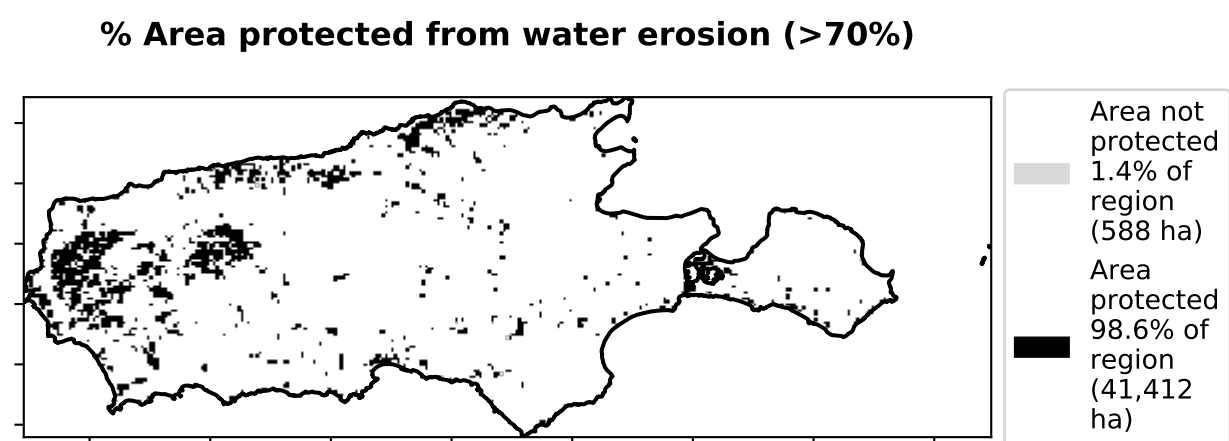 % Area protected from water erosion (>70%)
Area not
protected
1.4% of
region
(588 ha)
Area
protected
98.6% of
region
(41,412
ha)